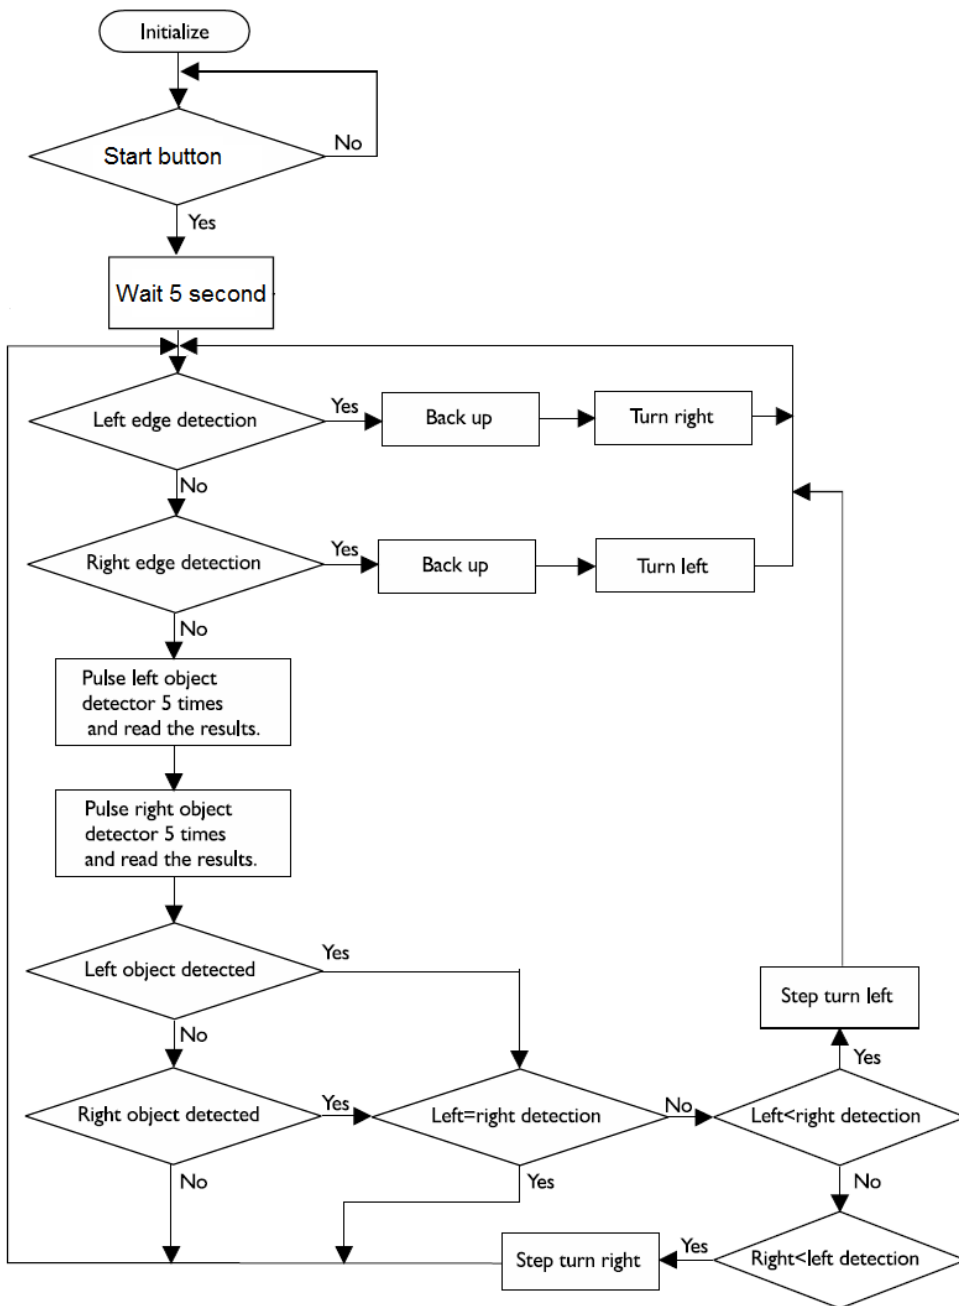 Initialize
No
Start button
Yes
Wait 5 second
Left edge detection
Yes
Back up
Turn right
No
Right edge detection
Yes
Back up
Turn left
No
Pulse left object
detector 5 times
and read the results.
Pulse right object
detector 5 times
and read the results.
Left object detected
Yes
Step turn left
No
Yes
Right object detected
Yes
Left=right detection
No
Left<right detection
No
Yes
No
Step turn right
Yes
Right<left detection